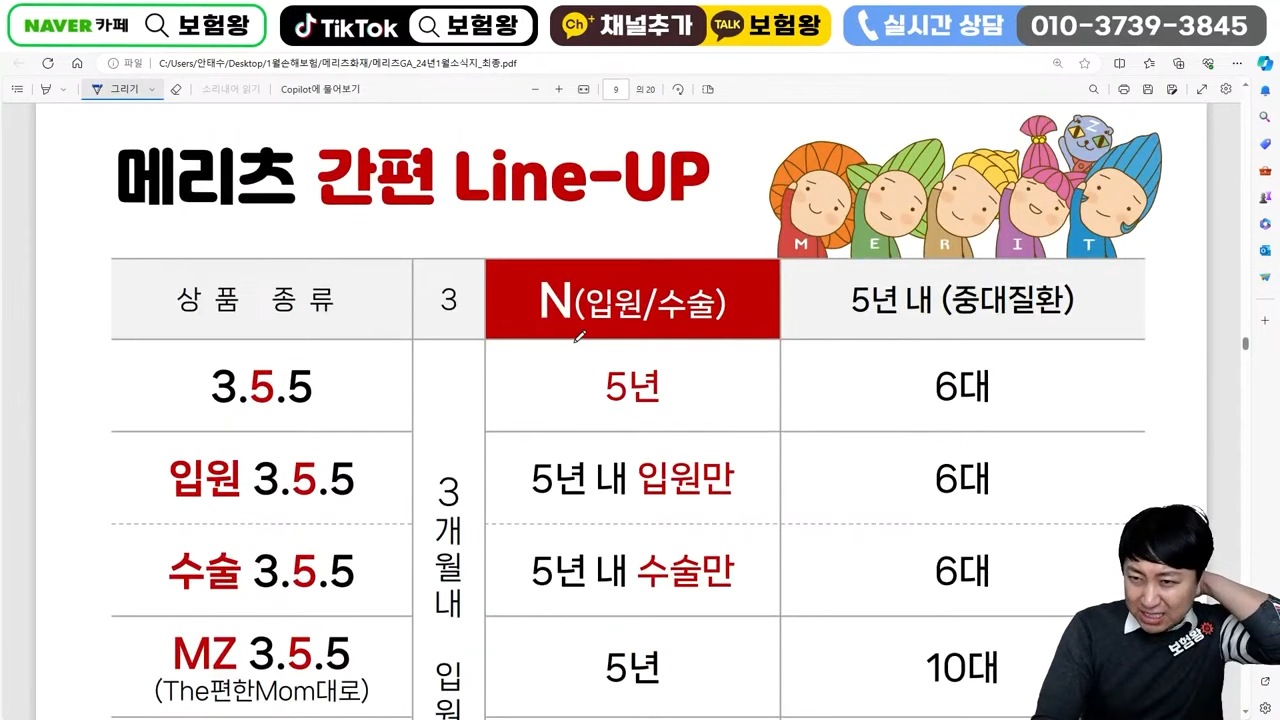 NAVER 카페 보험왕 TikTok 보험왕 Ch+ 채널추가 TALK 보험왕 실시간 상담 010-3739-3845
파일 C:/Users/안태수/Desktop/1월손해보험/메리츠화재/메리츠GA_24년1월소식지_최종.pdf
그리기 소리내어 읽기 Copilot에 물어보기 9 의 20
메리츠 간편 Line-UP
M E R I T Z
상품 종류 3 N(입원/수술) 5년 내 (중대질환)
3.5.5 5년 6대
입원 3.5.5 5년 내 입원만 6대
수술 3.5.5 5년 내 수술만 6대
MZ 3.5.5 5년 10대
(The편한Mom대로)
3개월내 입원
보험왕